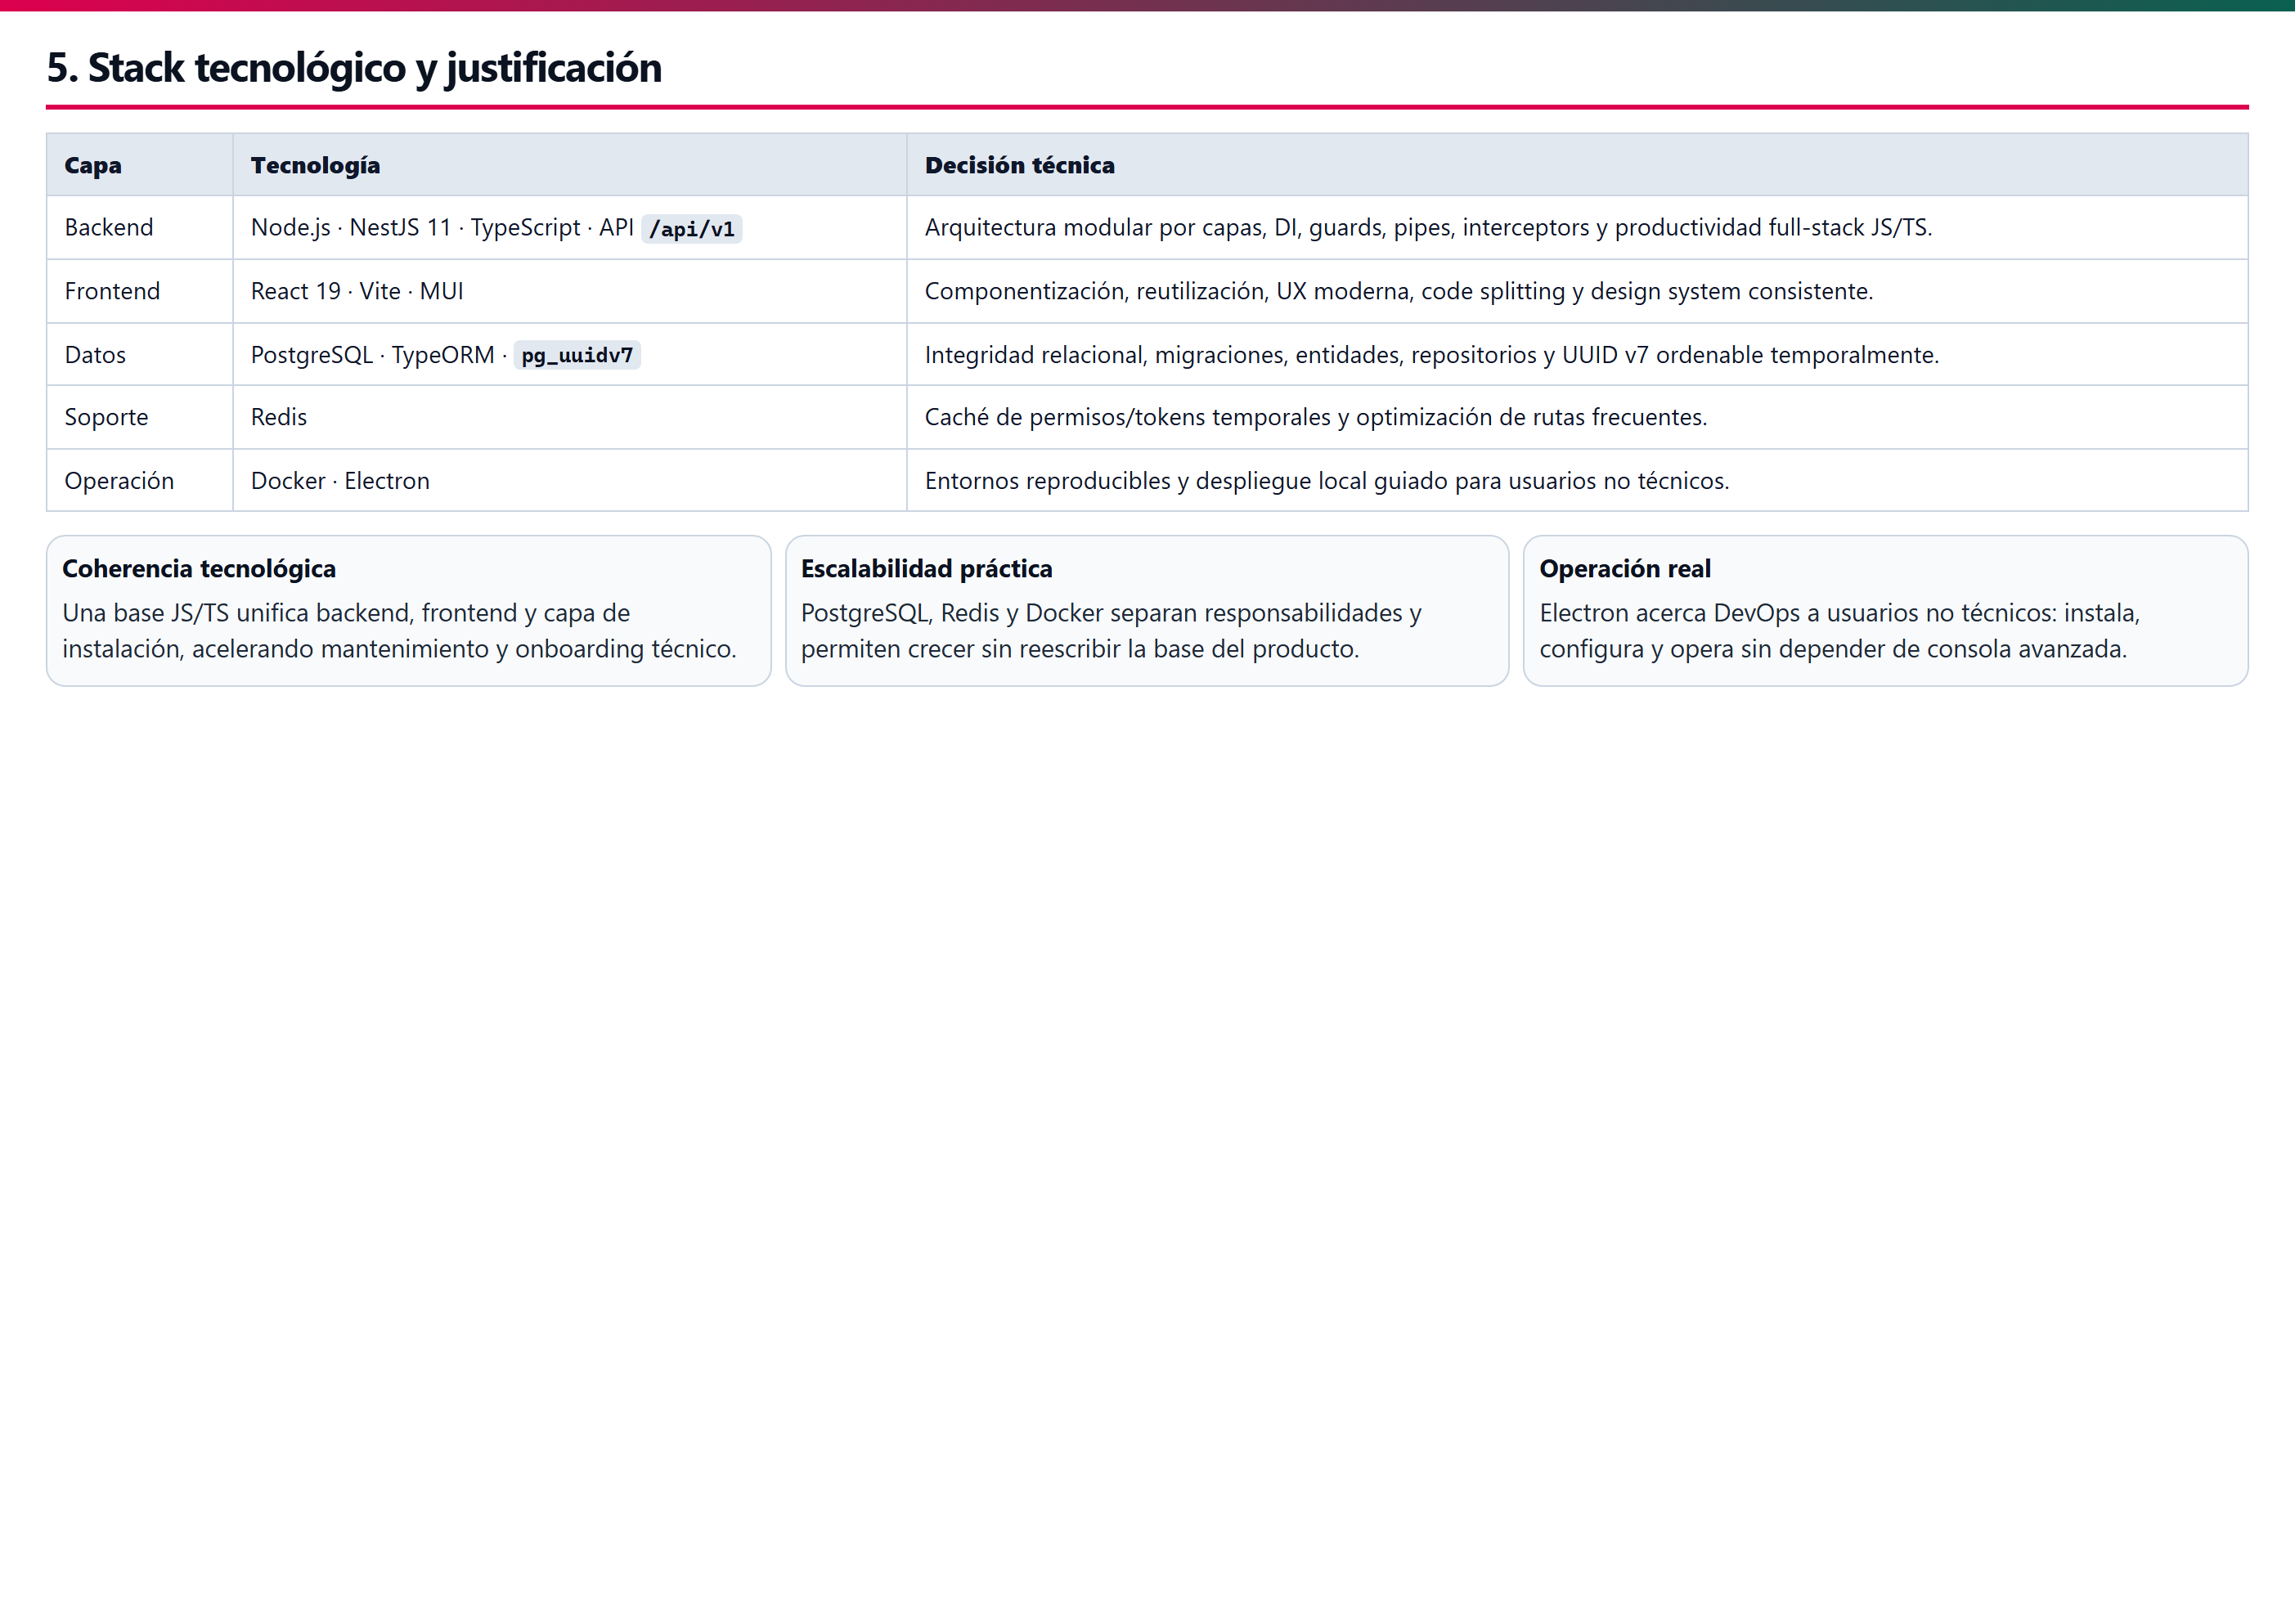 5. Stack tecnológico y justificación
Capa Tecnología Decisión técnica
Backend Node.js · NestJS 11 · TypeScript · API /api/v1 Arquitectura modular por capas, DI, guards, pipes, interceptors y productividad full-stack JS/TS.
Frontend React 19 · Vite · MUI Componentización, reutilización, UX moderna, code splitting y design system consistente.
Datos PostgreSQL · TypeORM · pg_uuidv7 Integridad relacional, migraciones, entidades, repositorios y UUID v7 ordenable temporalmente.
Soporte Redis Caché de permisos/tokens temporales y optimización de rutas frecuentes.
Operación Docker · Electron Entornos reproducibles y despliegue local guiado para usuarios no técnicos.
Coherencia tecnológica
Una base JS/TS unifica backend, frontend y capa de
instalación, acelerando mantenimiento y onboarding técnico.
Escalabilidad práctica
PostgreSQL, Redis y Docker separan responsabilidades y
permiten crecer sin reescribir la base del producto.
Operación real
Electron acerca DevOps a usuarios no técnicos: instala,
configura y opera sin depender de consola avanzada.